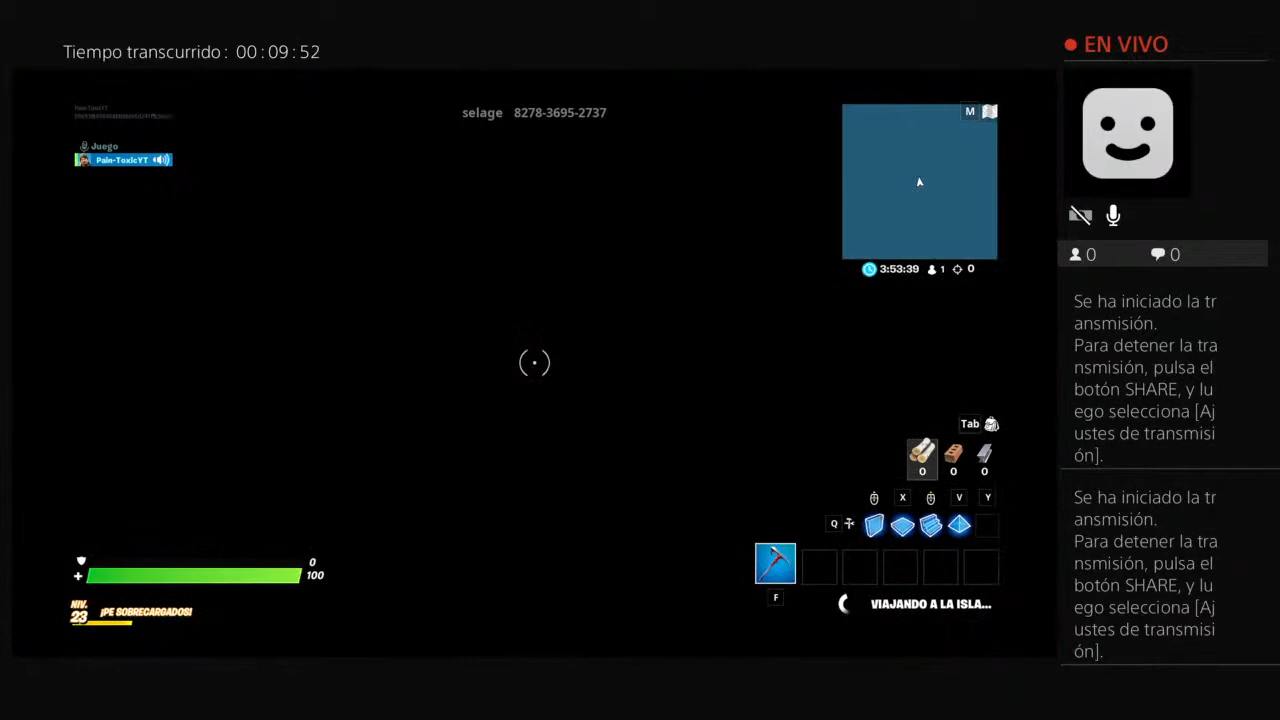 Tiempo transcurrido: 00:09:52
EN VIVO
selage 8278-3695-2737
M
Pain-ToxicYT
Juego
Pain-ToxicYT
3:53:39 1 0
0 0
Se ha iniciado la tr
ansmisión.
Para detener la tra
nsmisión, pulsa el
botón SHARE, y lu
ego selecciona [Aj
ustes de transmisi
ón].
Se ha iniciado la tr
ansmisión.
Para detener la tra
nsmisión, pulsa el
botón SHARE, y lu
ego selecciona [Aj
ustes de transmisi
ón].
Tab
0 0 0
X V Y
Q
F
0
100
NIV.
23
¡PE SOBRECARGADOS!
VIAJANDO A LA ISLA...